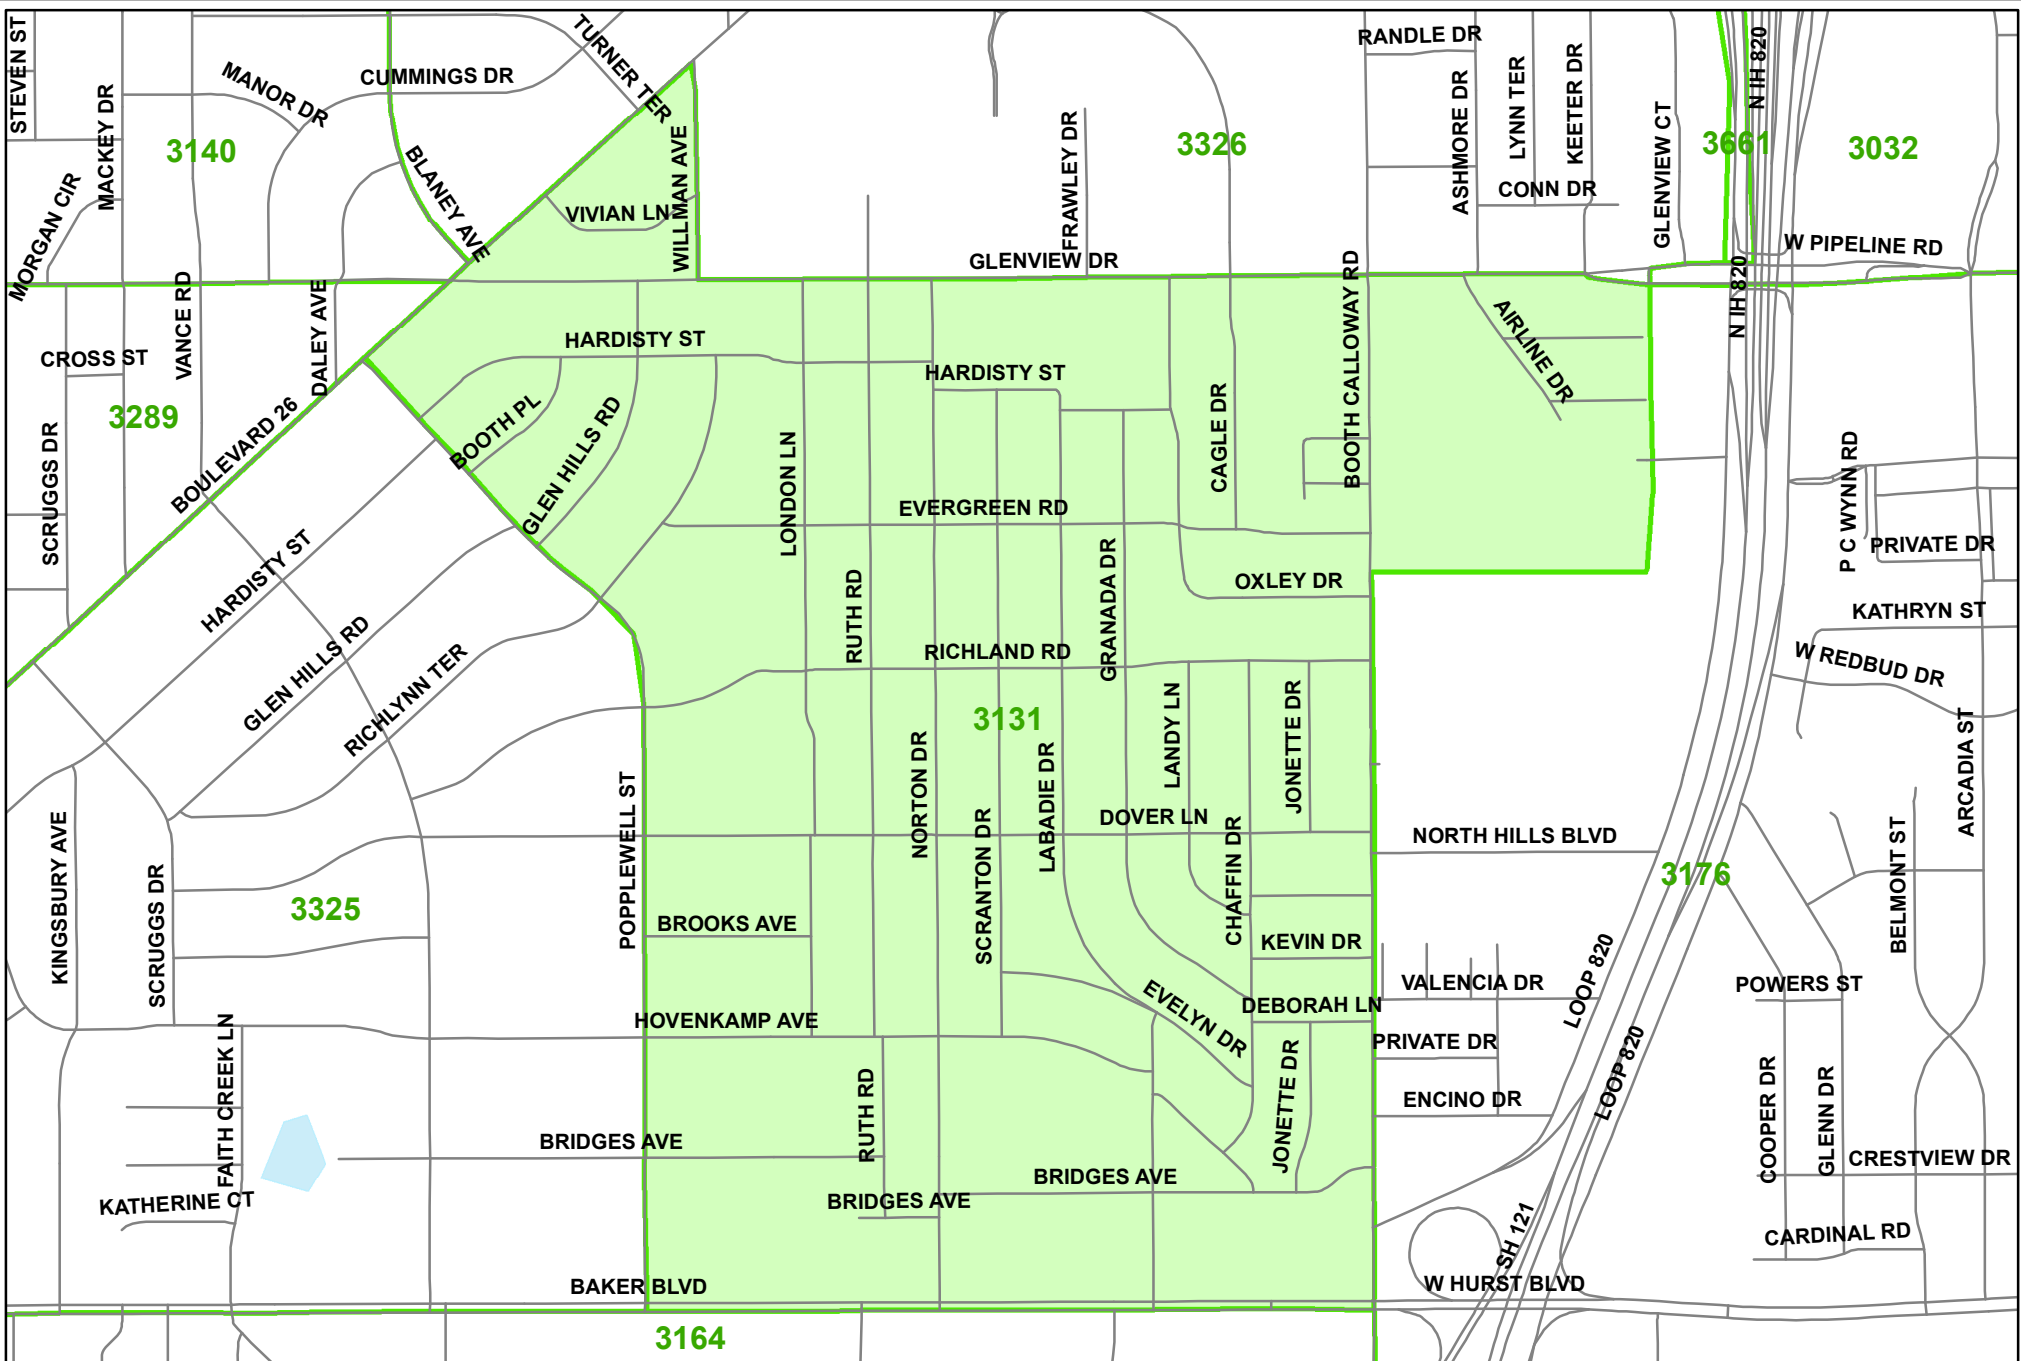 STEVEN ST
MACKEY DR
MANOR DR
CUMMINGS DR
TURNER TER
3140
MORGAN CIR
BLANEY AVE
VIVIAN LN
WILLMAN AVE
FRAWLEY DR
3326
RANDLE DR
ASHMORE DR
LYNN TER
KEETER DR
CONN DR
GLENVIEW CT
N IH 820
3661
3032
W PIPELINE RD
GLENVIEW DR
VANCE RD
DALEY AVE
CROSS ST
3289
SCRUGGS DR
BOULEVARD 26
HARDISTY ST
HARDISTY ST
BOOTH PL
GLEN HILLS RD
LONDON LN
CAGLE DR
BOOTH CALLOWAY RD
AIRLINE DR
N IH 820
EVERGREEN RD
P C WYNN RD
PRIVATE DR
HARDISTY ST
RUTH RD
GRANADA DR
OXLEY DR
KATHRYN ST
GLEN HILLS RD
RICHLYNN TER
RICHLAND RD
W REDBUD DR
3131
LANDY LN
JONETTE DR
ARCADIA ST
KINGSBURY AVE
SCRUGGS DR
3325
POPPLEWELL ST
NORTON DR
SCRANTON DR
LABADIE DR
DOVER LN
CHAFFIN DR
NORTH HILLS BLVD
3176
BELMONT ST
BROOKS AVE
KEVIN DR
LOOP 820
VALENCIA DR
POWERS ST
FAITH CREEK LN
HOVENKAMP AVE
EVELYN DR
DEBORAH LN
PRIVATE DR
LOOP 820
RUTH RD
JONETTE DR
ENCINO DR
COOPER DR
GLENN DR
BRIDGES AVE
CRESTVIEW DR
KATHERINE CT
BRIDGES AVE
BRIDGES AVE
SH 121
CARDINAL RD
BAKER BLVD
W HURST BLVD
3164